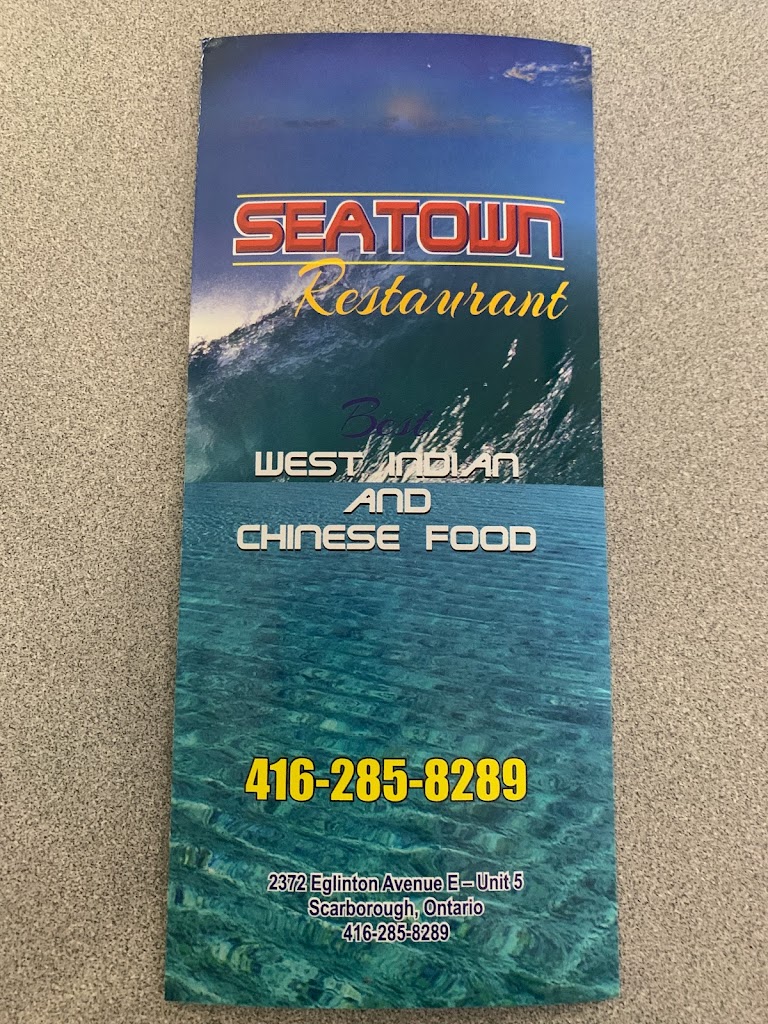 SEATOWN
Restaurant
Best
WEST INDIAN
AND
CHINESE FOOD
416-285-8289
2372 Eglinton Avenue E – Unit 5
Scarborough, Ontario
416-285-8289